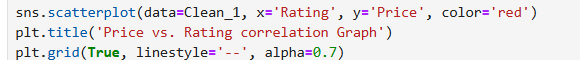 sns.scatterplot(data=Clean_1, x='Rating', y='Price', color='red')
plt.title('Price vs. Rating correlation Graph')
plt.grid(True, linestyle='--', alpha=0.7)